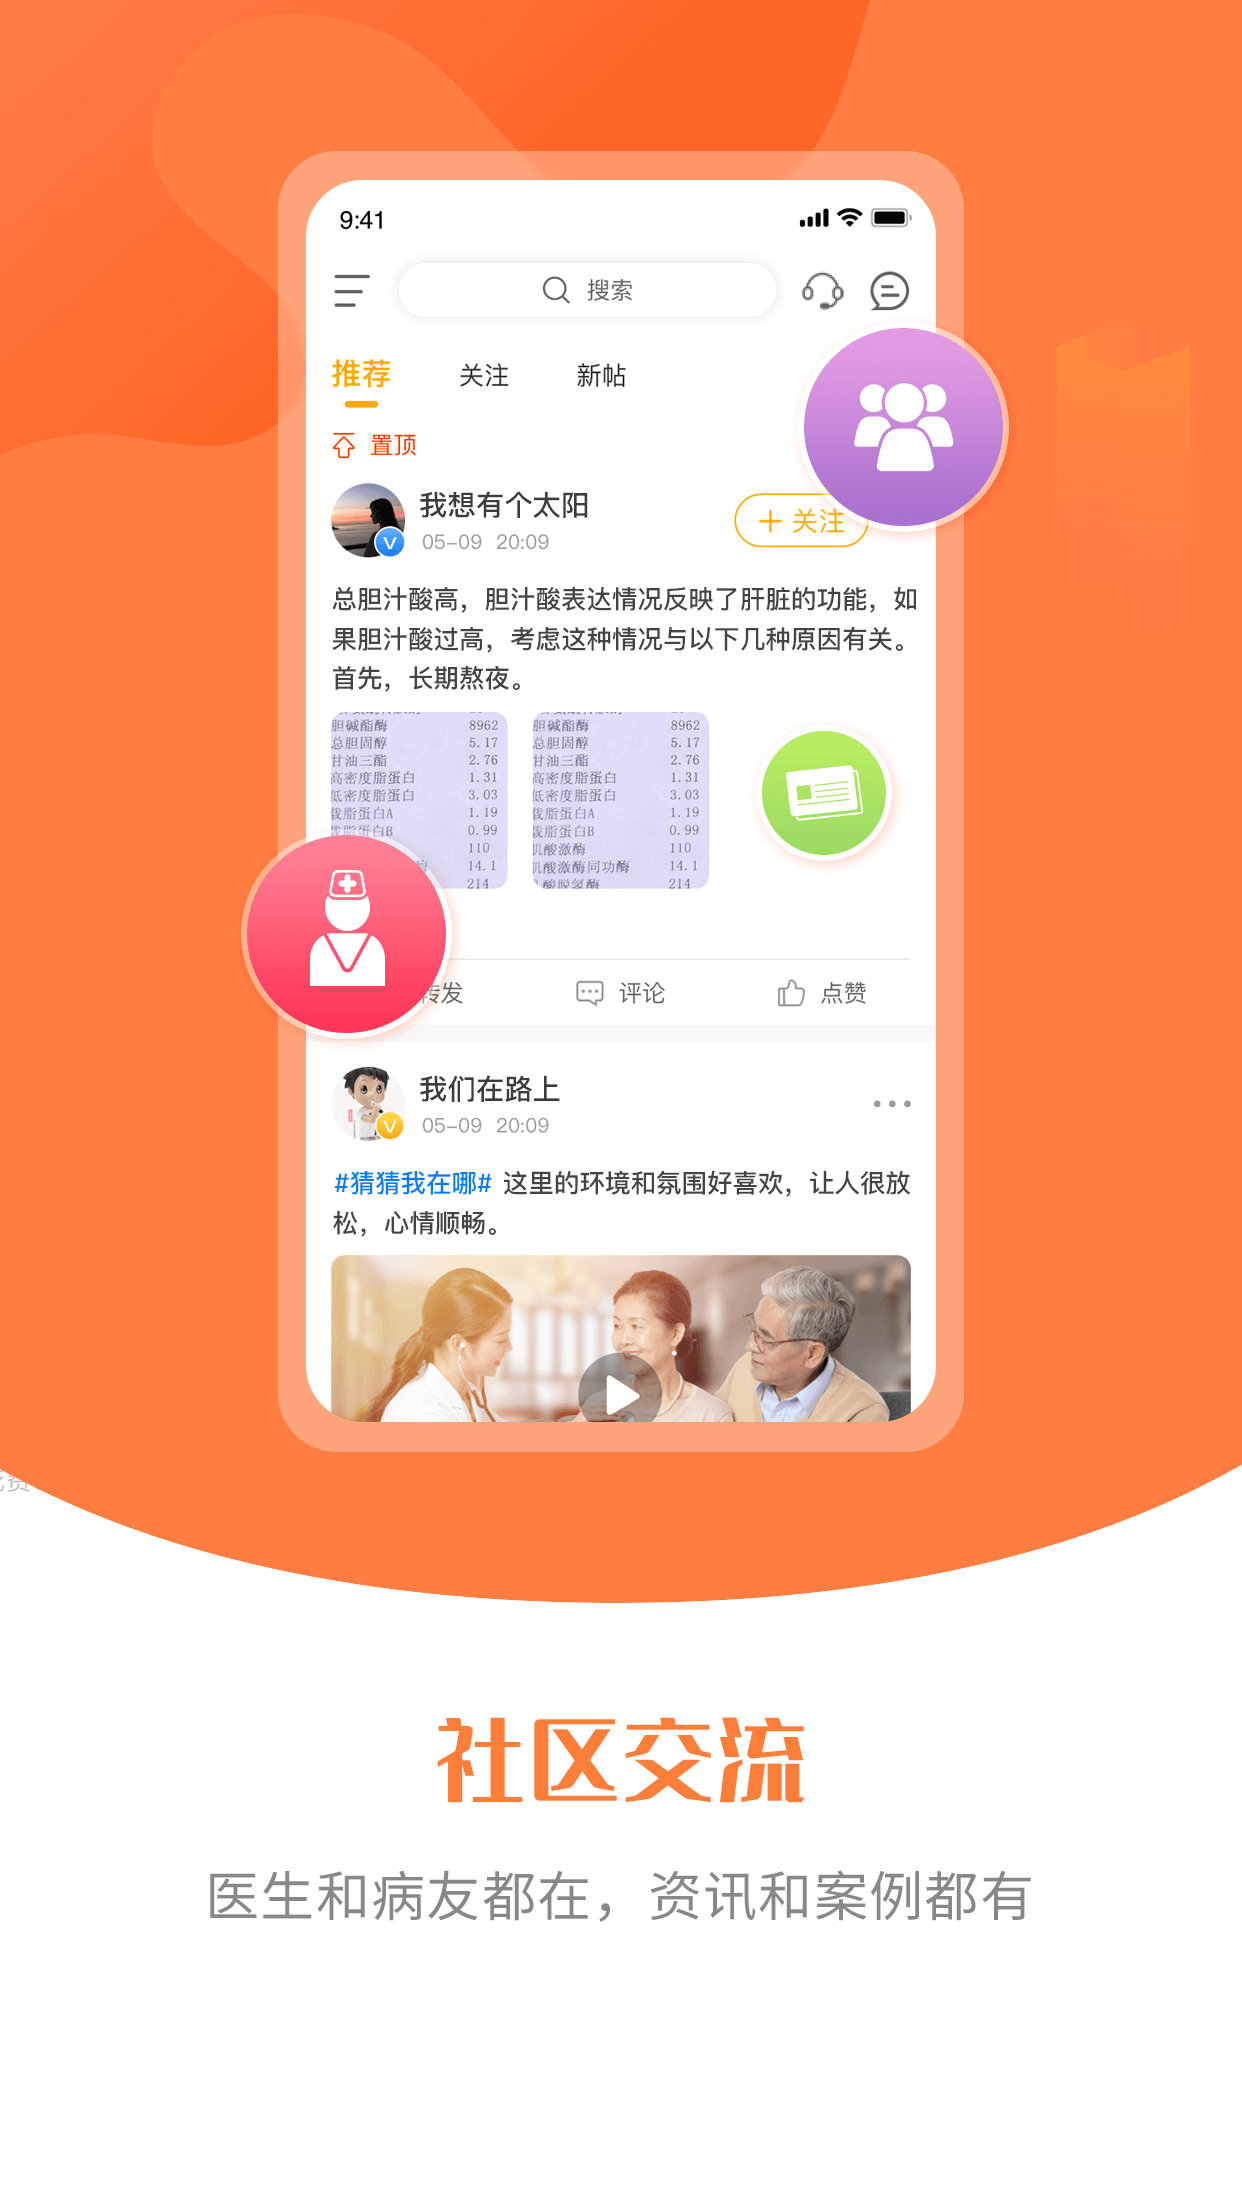 9:41
搜索
推荐 关注 新帖
置顶
我想有个太阳
05-09 20:09
+ 关注
总胆汁酸高，胆汁酸表达情况反映了肝脏的功能，如
果胆汁酸过高，考虑这种情况与以下几种原因有关。
首先，长期熬夜。
胆碱酯酶 8962
总胆固醇 5.17
甘油三酯 2.76
高密度脂蛋白 1.31
低密度脂蛋白 3.03
载脂蛋白A 1.19
载脂蛋白B 0.99
110
14.1
214
胆碱酯酶 8962
总胆固醇 5.17
甘油三酯 2.76
高密度脂蛋白 1.31
低密度脂蛋白 3.03
载脂蛋白A 1.19
载脂蛋白B 0.99
肌酸激酶 110
肌酸激酶同功酶 14.1
214
转发 评论 点赞
我们在路上
05-09 20:09
V
V
#猜猜我在哪# 这里的环境和氛围好喜欢，让人很放
松，心情顺畅。
社区交流
医生和病友都在，资讯和案例都有